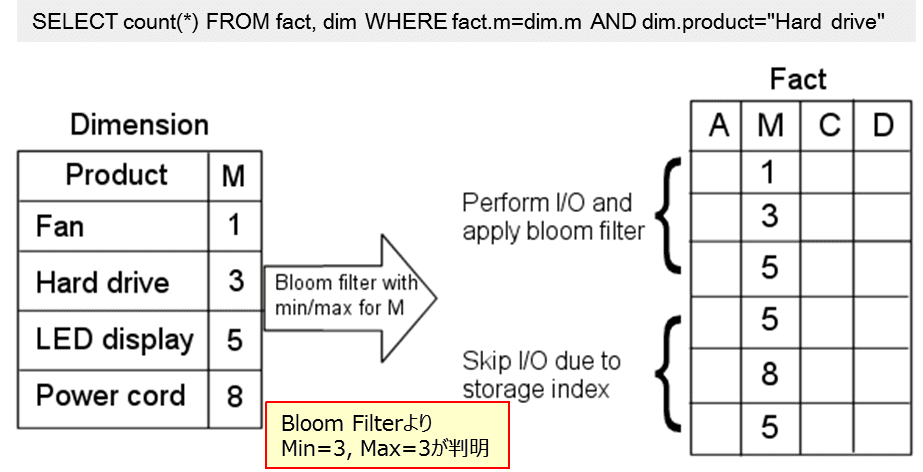 SELECT count(*) FROM fact, dim WHERE fact.m=dim.m AND dim.product="Hard drive"
Dimension
Product M
Fan 1
Hard drive 3
LED display 5
Power cord 8
Bloom filter with
min/max for M
Bloom Filterより
Min=3, Max=3が判明
Perform I/O and
apply bloom filter
Skip I/O due to
storage index
Fact
A M C D
1
3
5
5
8
5